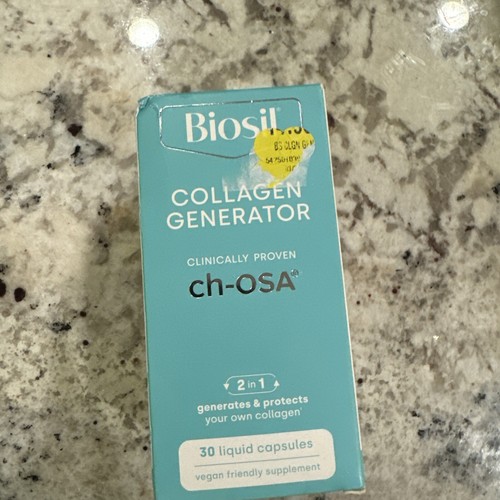 Biosil
COLLAGEN
GENERATOR
CLINICALLY PROVEN
ch-OSA®
2 in 1
generates & protects
your own collagen¹
30 liquid capsules
vegan friendly supplement